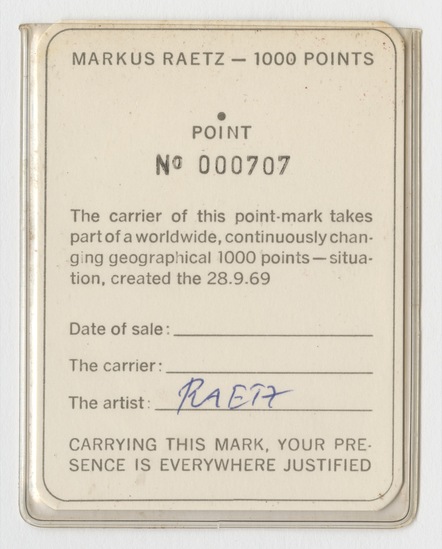 MARKUS RAETZ — 1000 POINTS
POINT
Nº 000707
The carrier of this point-mark takes
part of a worldwide, continuously chan-
ging geographical 1000 points — situa-
tion, created the 28.9.69
Date of sale:
The carrier:
The artist: RAETZ
CARRYING THIS MARK, YOUR PRE-
SENCE IS EVERYWHERE JUSTIFIED